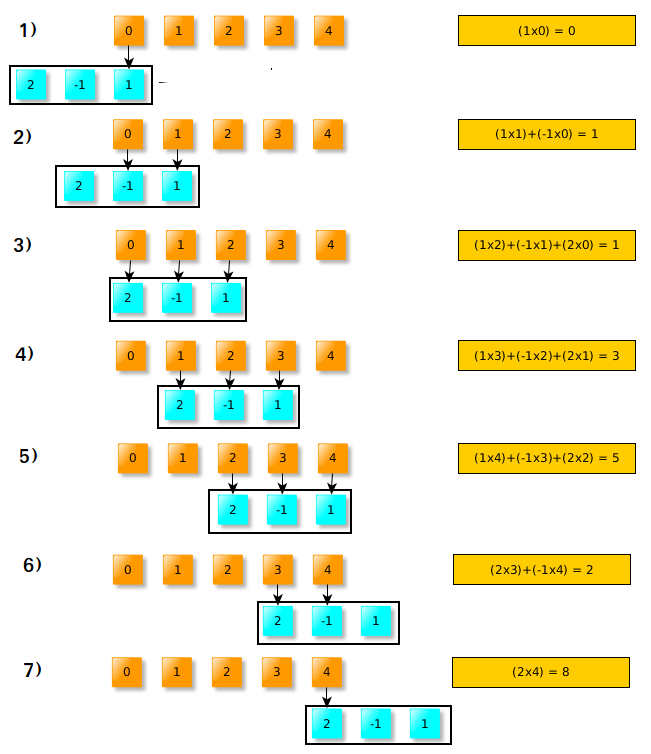 1) 0 1 2 3 4 (1x0) = 0
2 -1 1
2) 0 1 2 3 4 (1x1)+(-1x0) = 1
2 -1 1
3) 0 1 2 3 4 (1x2)+(-1x1)+(2x0) = 1
2 -1 1
4) 0 1 2 3 4 (1x3)+(-1x2)+(2x1) = 3
2 -1 1
5) 0 1 2 3 4 (1x4)+(-1x3)+(2x2) = 5
2 -1 1
6) 0 1 2 3 4 (2x3)+(-1x4) = 2
2 -1 1
7) 0 1 2 3 4 (2x4) = 8
2 -1 1